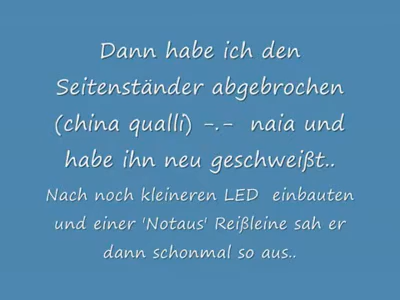 Dann habe ich den
Seitenständer abgebrochen
(china qualli) -.- naia und
habe ihn neu geschweißt..
Nach noch kleineren LED einbauten
und einer 'Notaus' Reißleine sah er
dann schonmal so aus..